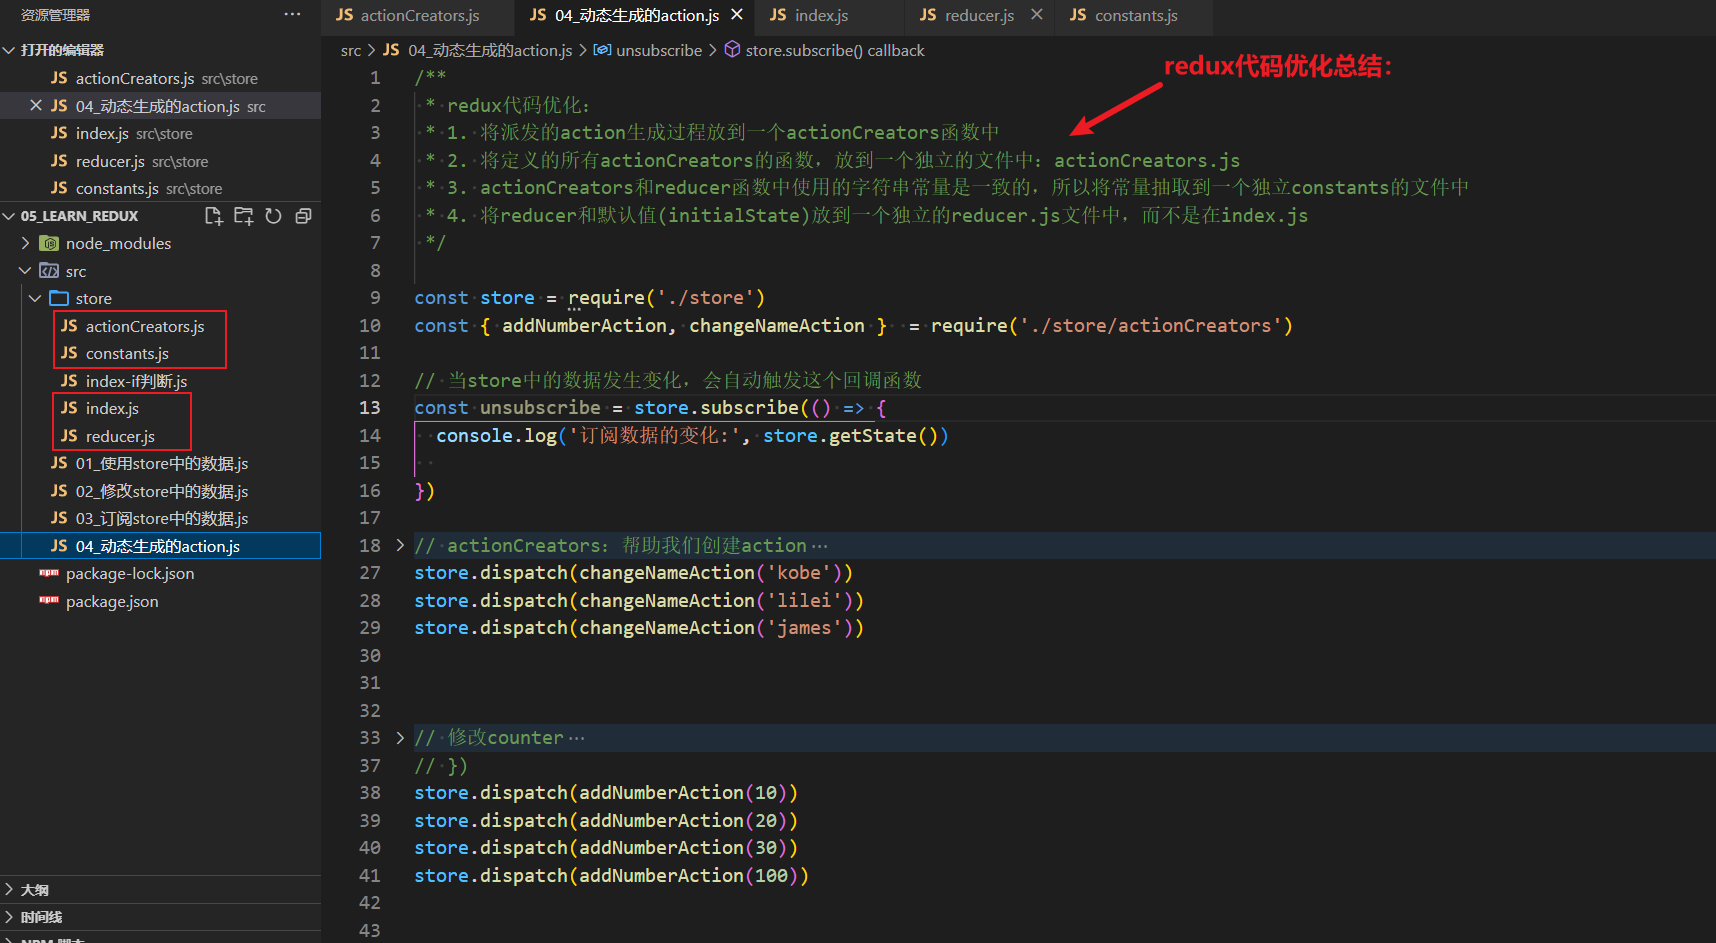 资源管理器
打开的编辑器
JS actionCreators.js src\store
JS 04_动态生成的action.js src
JS index.js src\store
JS reducer.js src\store
JS constants.js src\store
05_LEARN_REDUX
node_modules
src
store
JS actionCreators.js
JS constants.js
JS index-if判断.js
JS index.js
JS reducer.js
JS 01_使用store中的数据.js
JS 02_修改store中的数据.js
JS 03_订阅store中的数据.js
JS 04_动态生成的action.js
npm package-lock.json
npm package.json
大纲
时间线
NPM 脚本
JS actionCreators.js JS 04_动态生成的action.js JS index.js JS reducer.js JS constants.js
src > JS 04_动态生成的action.js > unsubscribe > store.subscribe() callback
redux代码优化总结:
1 /**
2 * redux代码优化:
3 * 1. 将派发的action生成过程放到一个actionCreators函数中
4 * 2. 将定义的所有actionCreators的函数, 放到一个独立的文件中: actionCreators.js
5 * 3. actionCreators和reducer函数中使用的字符串常量是一致的, 所以将常量抽取到一个独立constants的文件中
6 * 4. 将reducer和默认值(initialState)放到一个独立的reducer.js文件中, 而不是在index.js
7 */
8
9 const store = require('./store')
10 const { addNumberAction, changeNameAction }  = require('./store/actionCreators')
11
12 // 当store中的数据发生变化, 会自动触发这个回调函数
13 const unsubscribe = store.subscribe(() => {
14   console.log('订阅数据的变化:', store.getState())
15
16 })
17
18 // actionCreators: 帮助我们创建action···
27 store.dispatch(changeNameAction('kobe'))
28 store.dispatch(changeNameAction('lilei'))
29 store.dispatch(changeNameAction('james'))
30
31
32
33 // 修改counter···
37 // })
38 store.dispatch(addNumberAction(10))
39 store.dispatch(addNumberAction(20))
40 store.dispatch(addNumberAction(30))
41 store.dispatch(addNumberAction(100))
42
43